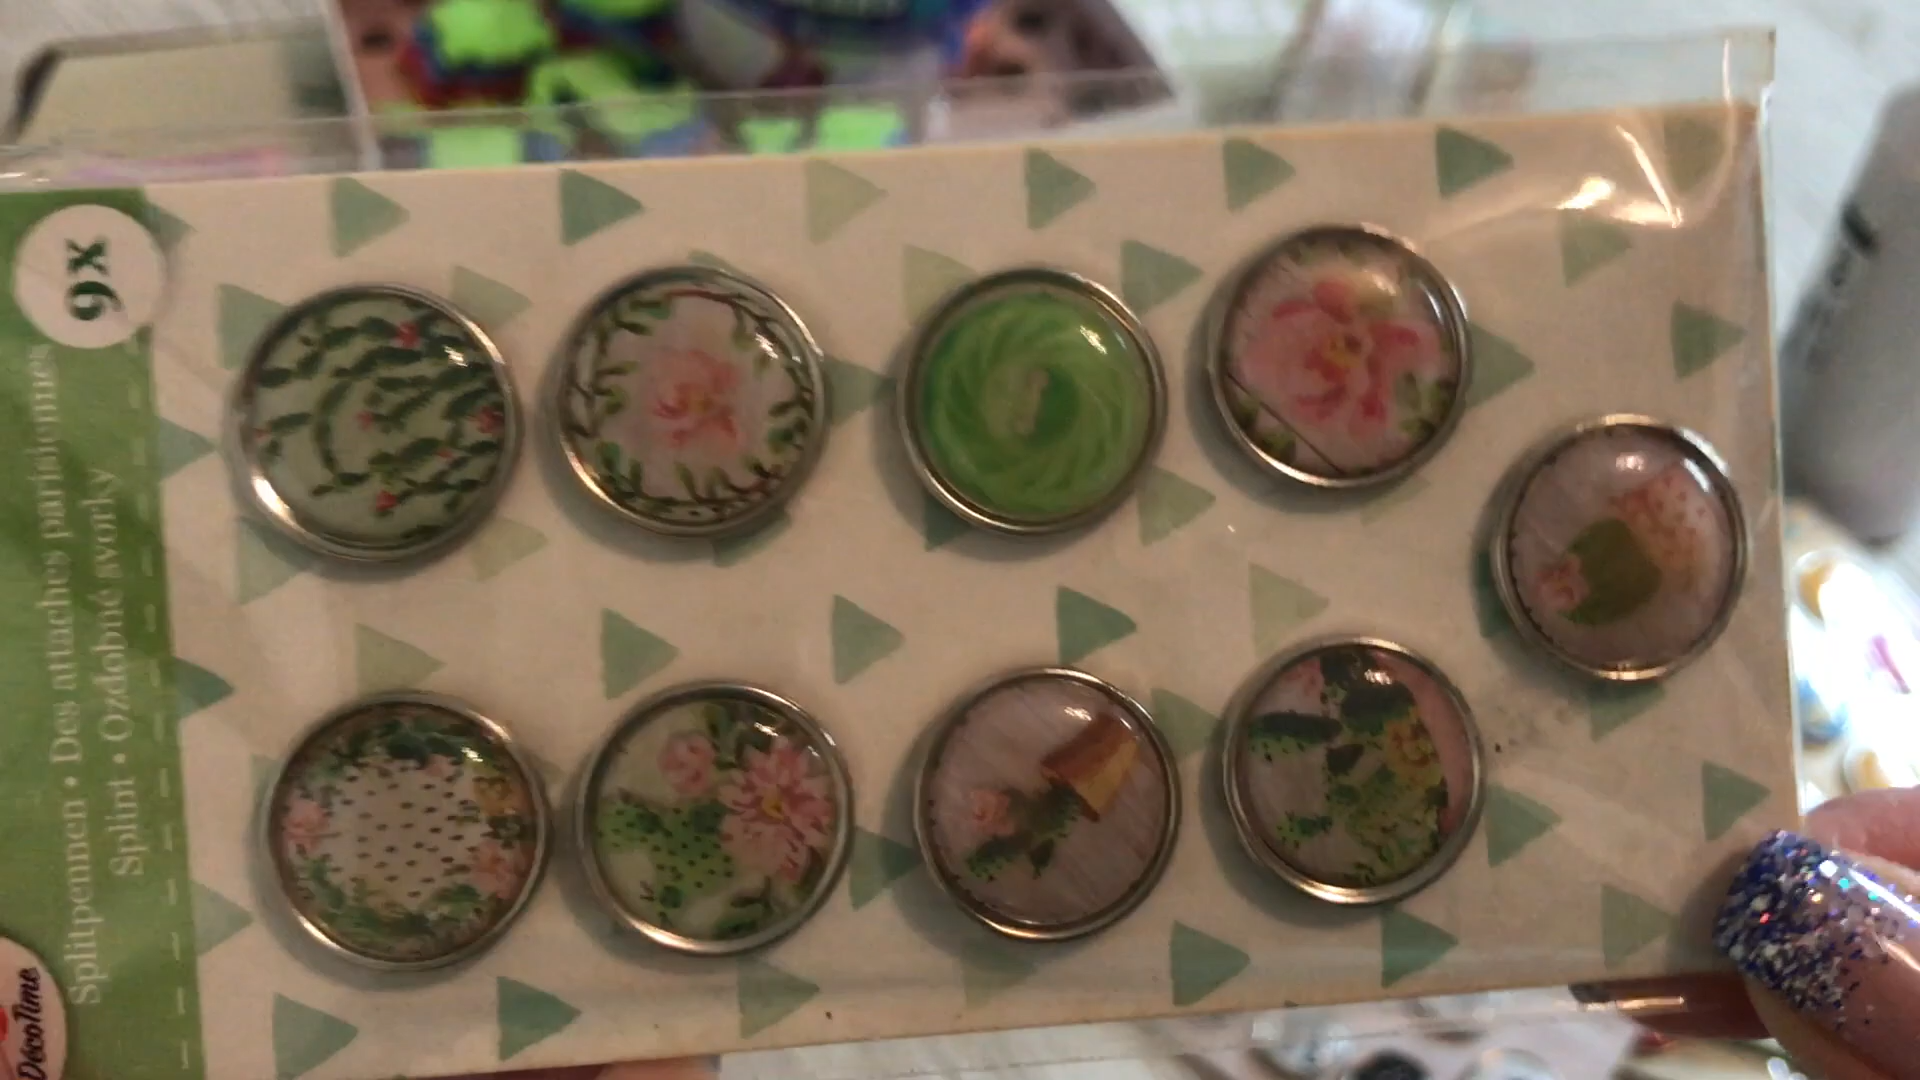 9x
Splitpennen • Des attaches parisiennes
Splint • Ozdobné svorky
DécoTime